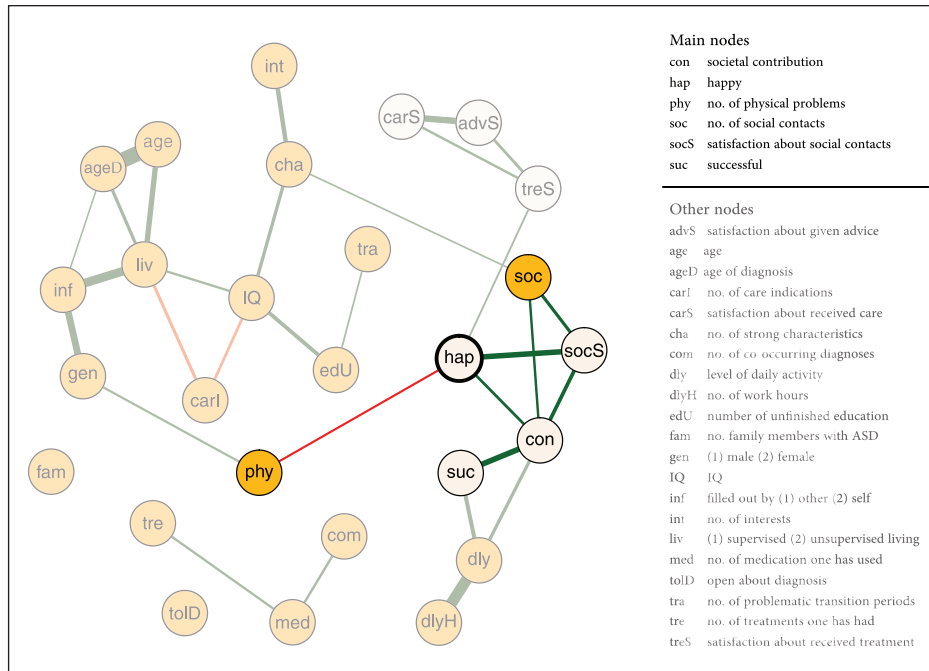 int
carS
advS
age
ageD
cha
treS
tra
liv
soc
inf
IQ
hap
socS
gen
edU
carI
con
fam
phy
suc
tre
com
dly
tolD
med
dlyH
Main nodes
con societal contribution
hap happy
phy no. of physical problems
soc no. of social contacts
socS satisfaction about social contacts
suc successful
Other nodes
advS satisfaction about given advice
age age
ageD age of diagnosis
carI no. of care indications
carS satisfaction about received care
cha no. of strong characteristics
com no. of co-occurring diagnoses
dly level of daily activity
dlyH no. of work hours
edU number of unfinished education
fam no. family members with ASD
gen (1) male (2) female
IQ IQ
inf filled out by (1) other (2) self
int no. of interests
liv (1) supervised (2) unsupervised living
med no. of medication one has used
tolD open about diagnosis
tra no. of problematic transition periods
tre no. of treatments one has had
treS satisfaction about received treatment